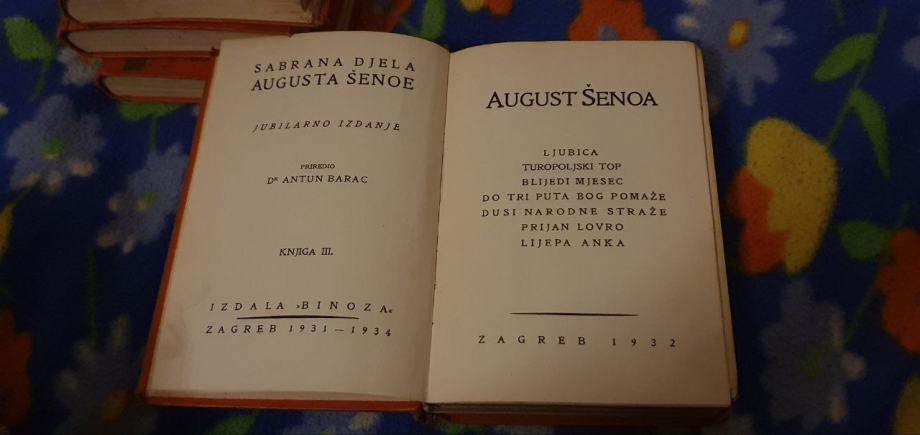 SABRANA DJELA
AUGUSTA ŠENOE
JUBILARNO IZDANJE
PRIREDIO
DR ANTUN BARAC
KNJIGA III.
IZDALA »BINOZA«
ZAGREB 1931—1934
AUGUST ŠENOA
LJUBICA
TUROPOLJSKI TOP
BLIJEDI MJESEC
DO TRI PUTA BOG POMAŽE
DUSI NARODNE STRAŽE
PRIJAN LOVRO
LIJEPA ANKA
ZAGREB 1932